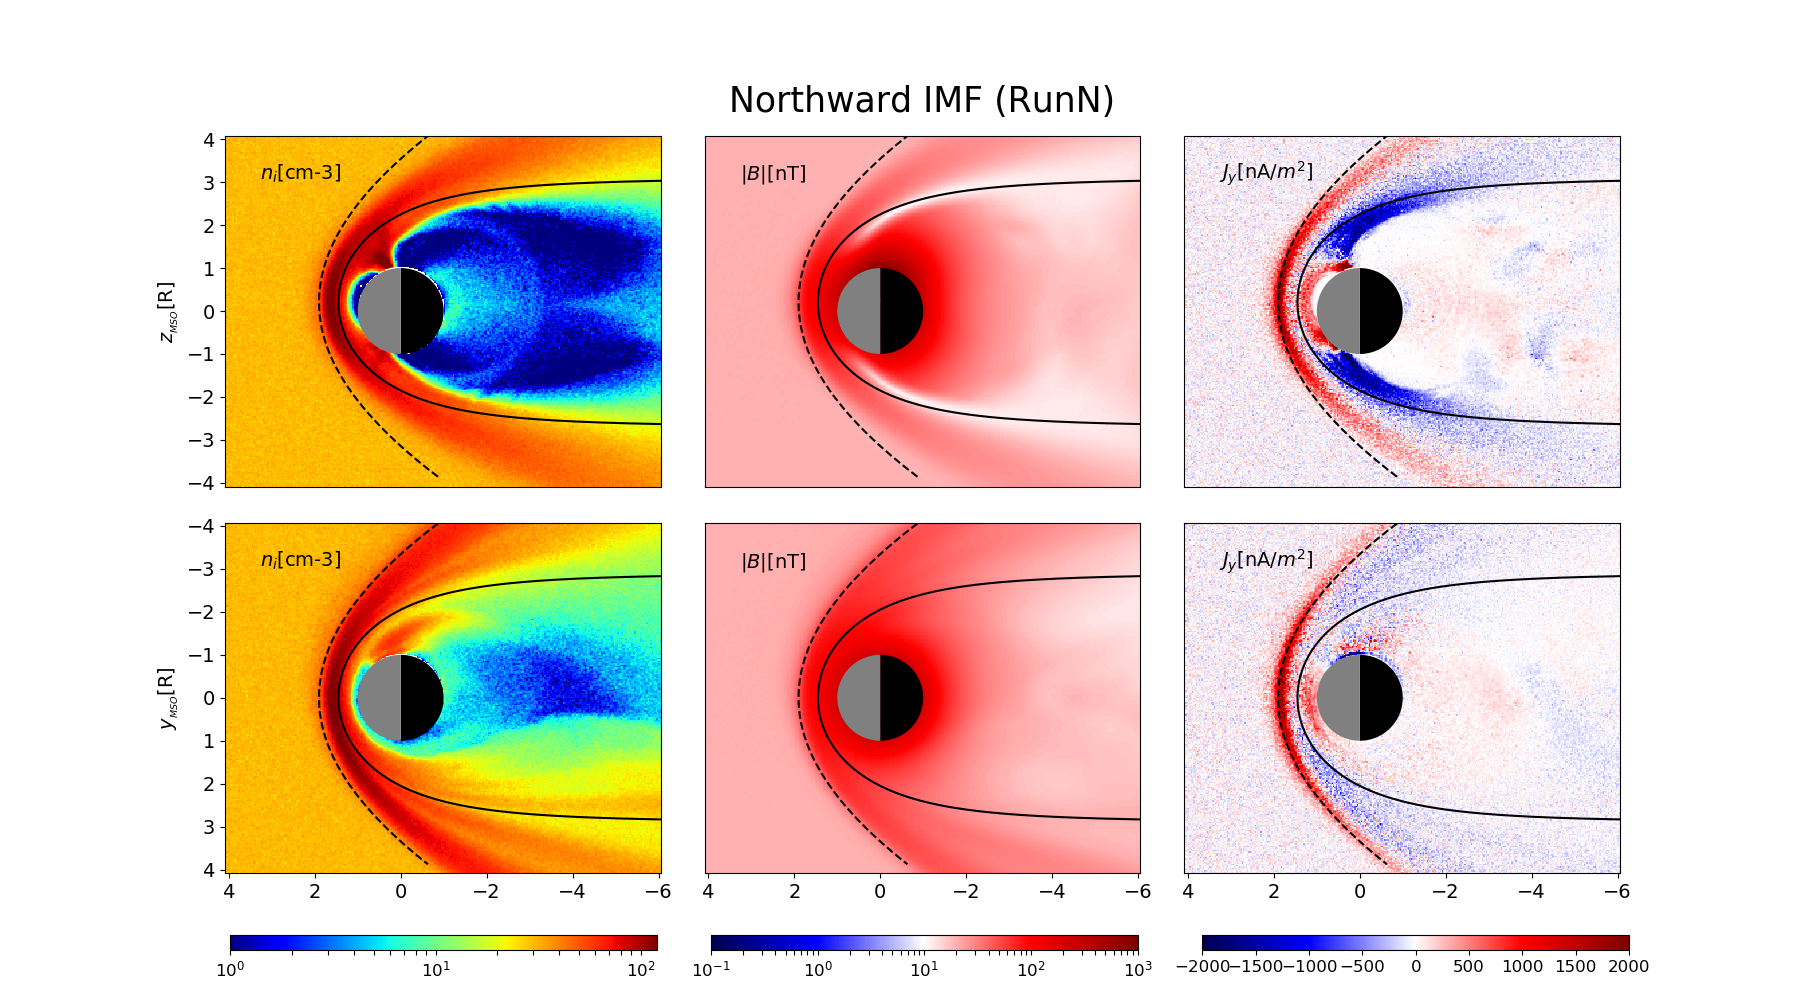 Northward IMF (RunN)
n_i[cm-3]
|B|[nT]
J_y[nA/m^2]
z_MSO[R]
4
3
2
1
0
−1
−2
−3
−4
n_i[cm-3]
|B|[nT]
J_y[nA/m^2]
y_MSO[R]
−4
−3
−2
−1
0
1
2
3
4
4 2 0 −2 −4 −6
4 2 0 −2 −4 −6
4 2 0 −2 −4 −6
10^0 10^1 10^2
10^−1 10^0 10^1 10^2 10^3
−2000 −1500 −1000 −500 0 500 1000 1500 2000